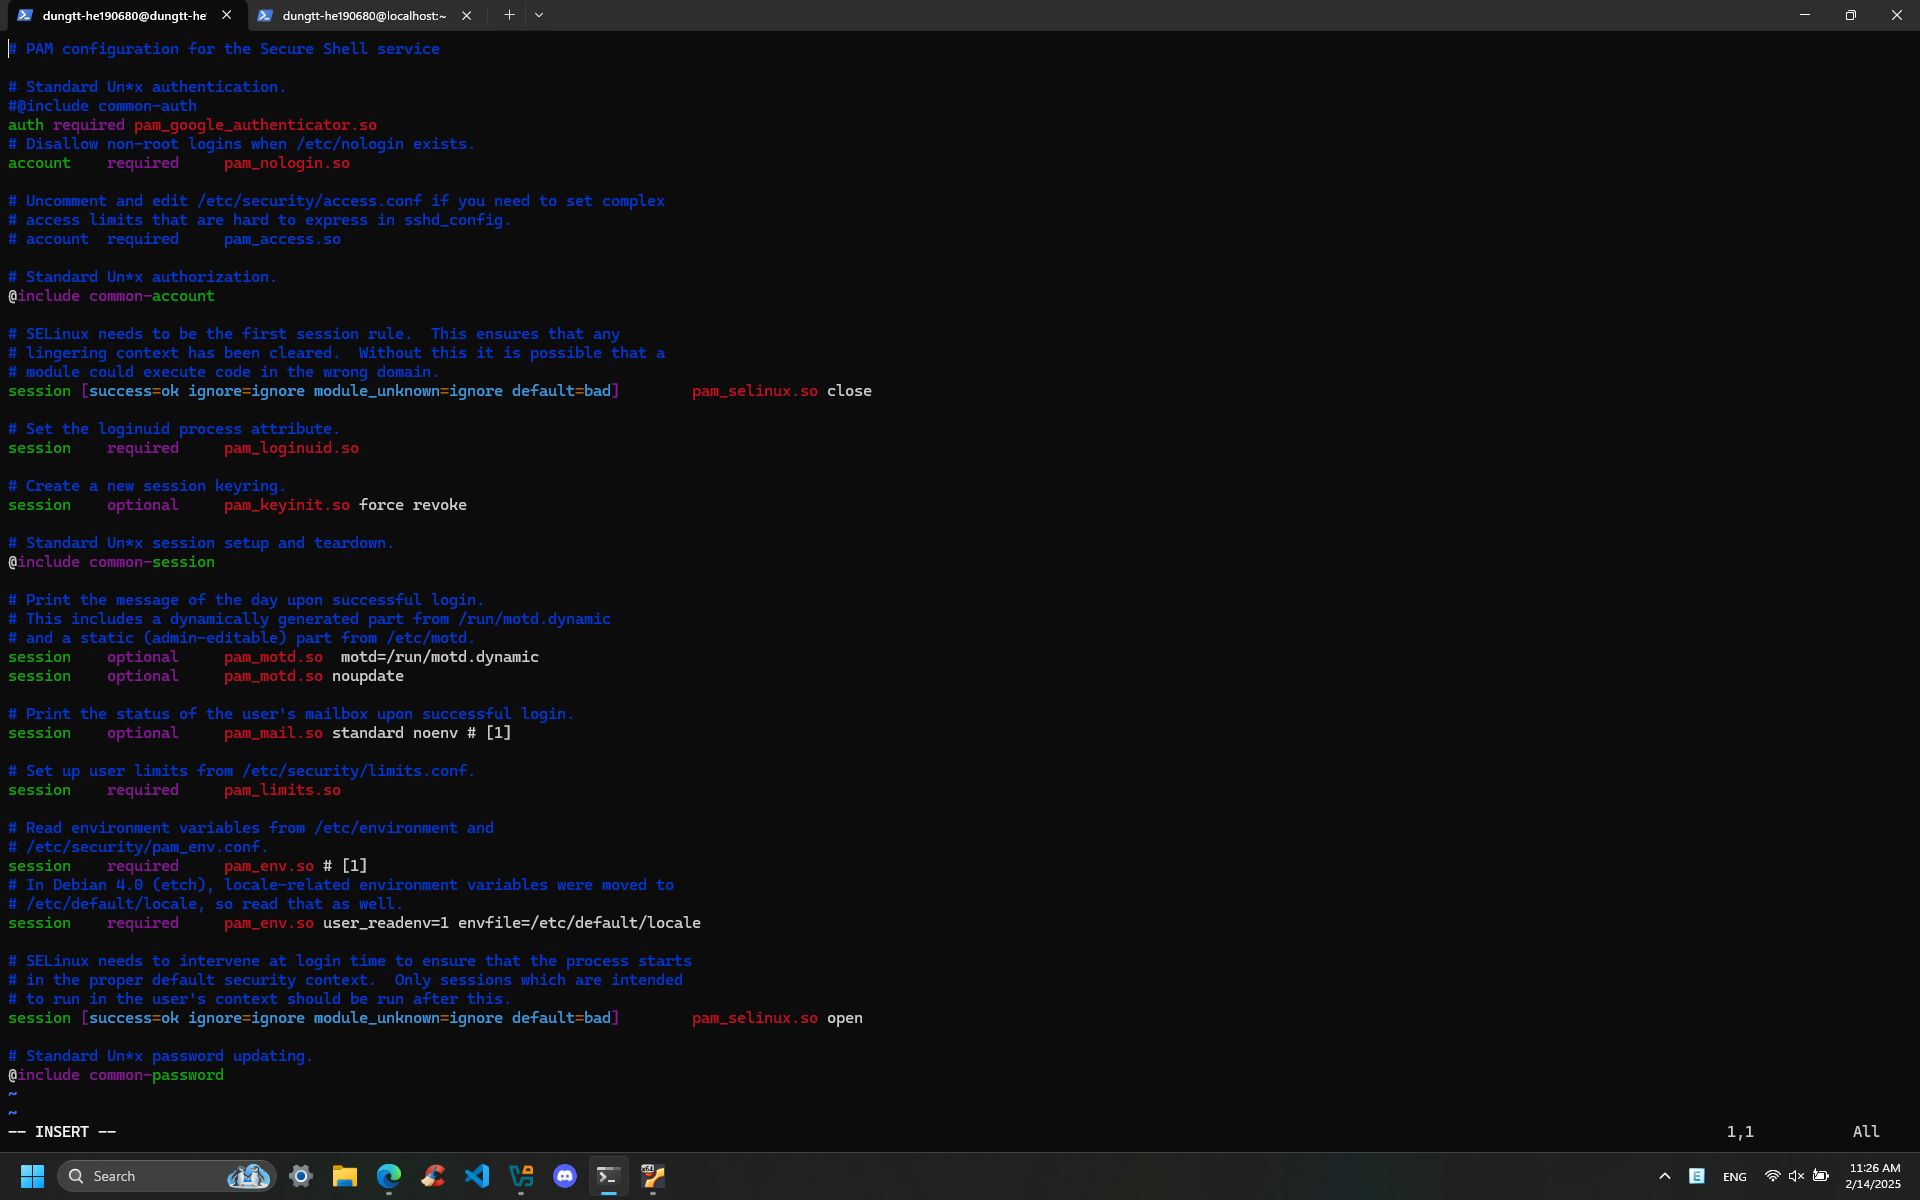 dungtt-he190680@dungtt-he
dungtt-he190680@localhost:~
# PAM configuration for the Secure Shell service
# Standard Un*x authentication.
#@include common-auth
auth required pam_google_authenticator.so
# Disallow non-root logins when /etc/nologin exists.
account    required     pam_nologin.so
# Uncomment and edit /etc/security/access.conf if you need to set complex
# access limits that are hard to express in sshd_config.
# account  required     pam_access.so
# Standard Un*x authorization.
@include common-account
# SELinux needs to be the first session rule.  This ensures that any
# lingering context has been cleared.  Without this it is possible that a
# module could execute code in the wrong domain.
session [success=ok ignore=ignore module_unknown=ignore default=bad]        pam_selinux.so close
# Set the loginuid process attribute.
session    required     pam_loginuid.so
# Create a new session keyring.
session    optional     pam_keyinit.so force revoke
# Standard Un*x session setup and teardown.
@include common-session
# Print the message of the day upon successful login.
# This includes a dynamically generated part from /run/motd.dynamic
# and a static (admin-editable) part from /etc/motd.
session    optional     pam_motd.so  motd=/run/motd.dynamic
session    optional     pam_motd.so noupdate
# Print the status of the user's mailbox upon successful login.
session    optional     pam_mail.so standard noenv # [1]
# Set up user limits from /etc/security/limits.conf.
session    required     pam_limits.so
# Read environment variables from /etc/environment and
# /etc/security/pam_env.conf.
session    required     pam_env.so # [1]
# In Debian 4.0 (etch), locale-related environment variables were moved to
# /etc/default/locale, so read that as well.
session    required     pam_env.so user_readenv=1 envfile=/etc/default/locale
# SELinux needs to intervene at login time to ensure that the process starts
# in the proper default security context.  Only sessions which are intended
# to run in the user's context should be run after this.
session [success=ok ignore=ignore module_unknown=ignore default=bad]        pam_selinux.so open
# Standard Un*x password updating.
@include common-password
~
~
-- INSERT --
1,1
All
Search
x64
E
ENG
11:26 AM
2/14/2025